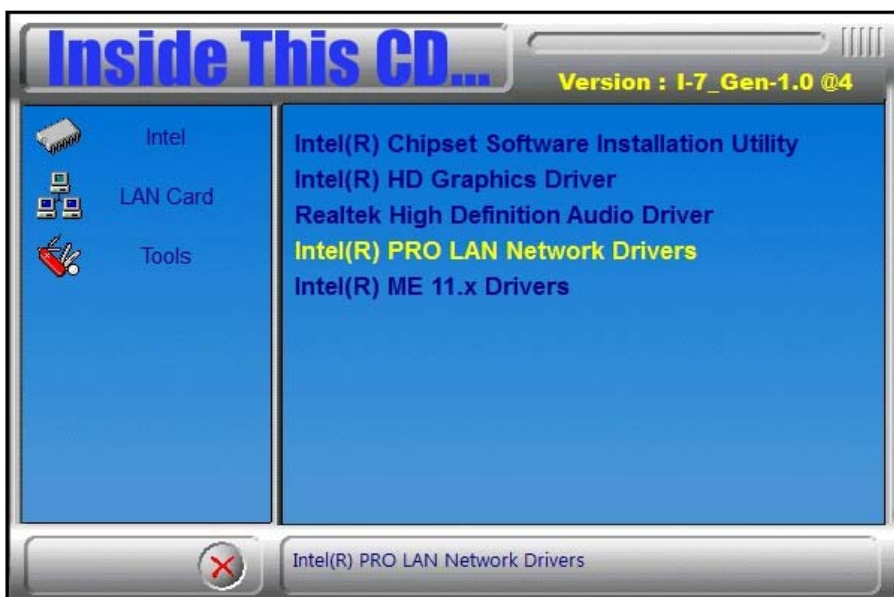 Inside This CD...
Version : I-7_Gen-1.0 @4
Intel
LAN Card
Tools
Intel(R) Chipset Software Installation Utility
Intel(R) HD Graphics Driver
Realtek High Definition Audio Driver
Intel(R) PRO LAN Network Drivers
Intel(R) ME 11.x Drivers
Intel(R) PRO LAN Network Drivers